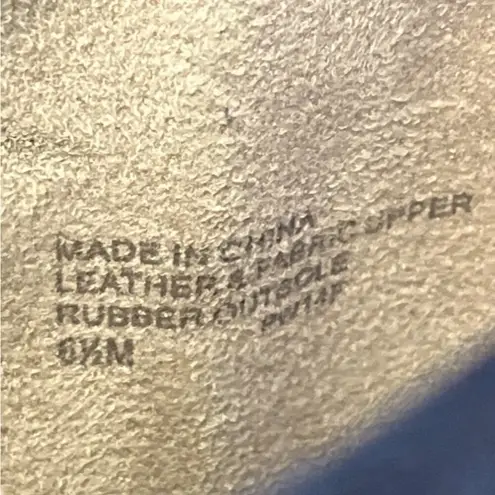 MADE IN CHINA
LEATHER & FABRIC UPPER
RUBBER OUTSOLE
6½M